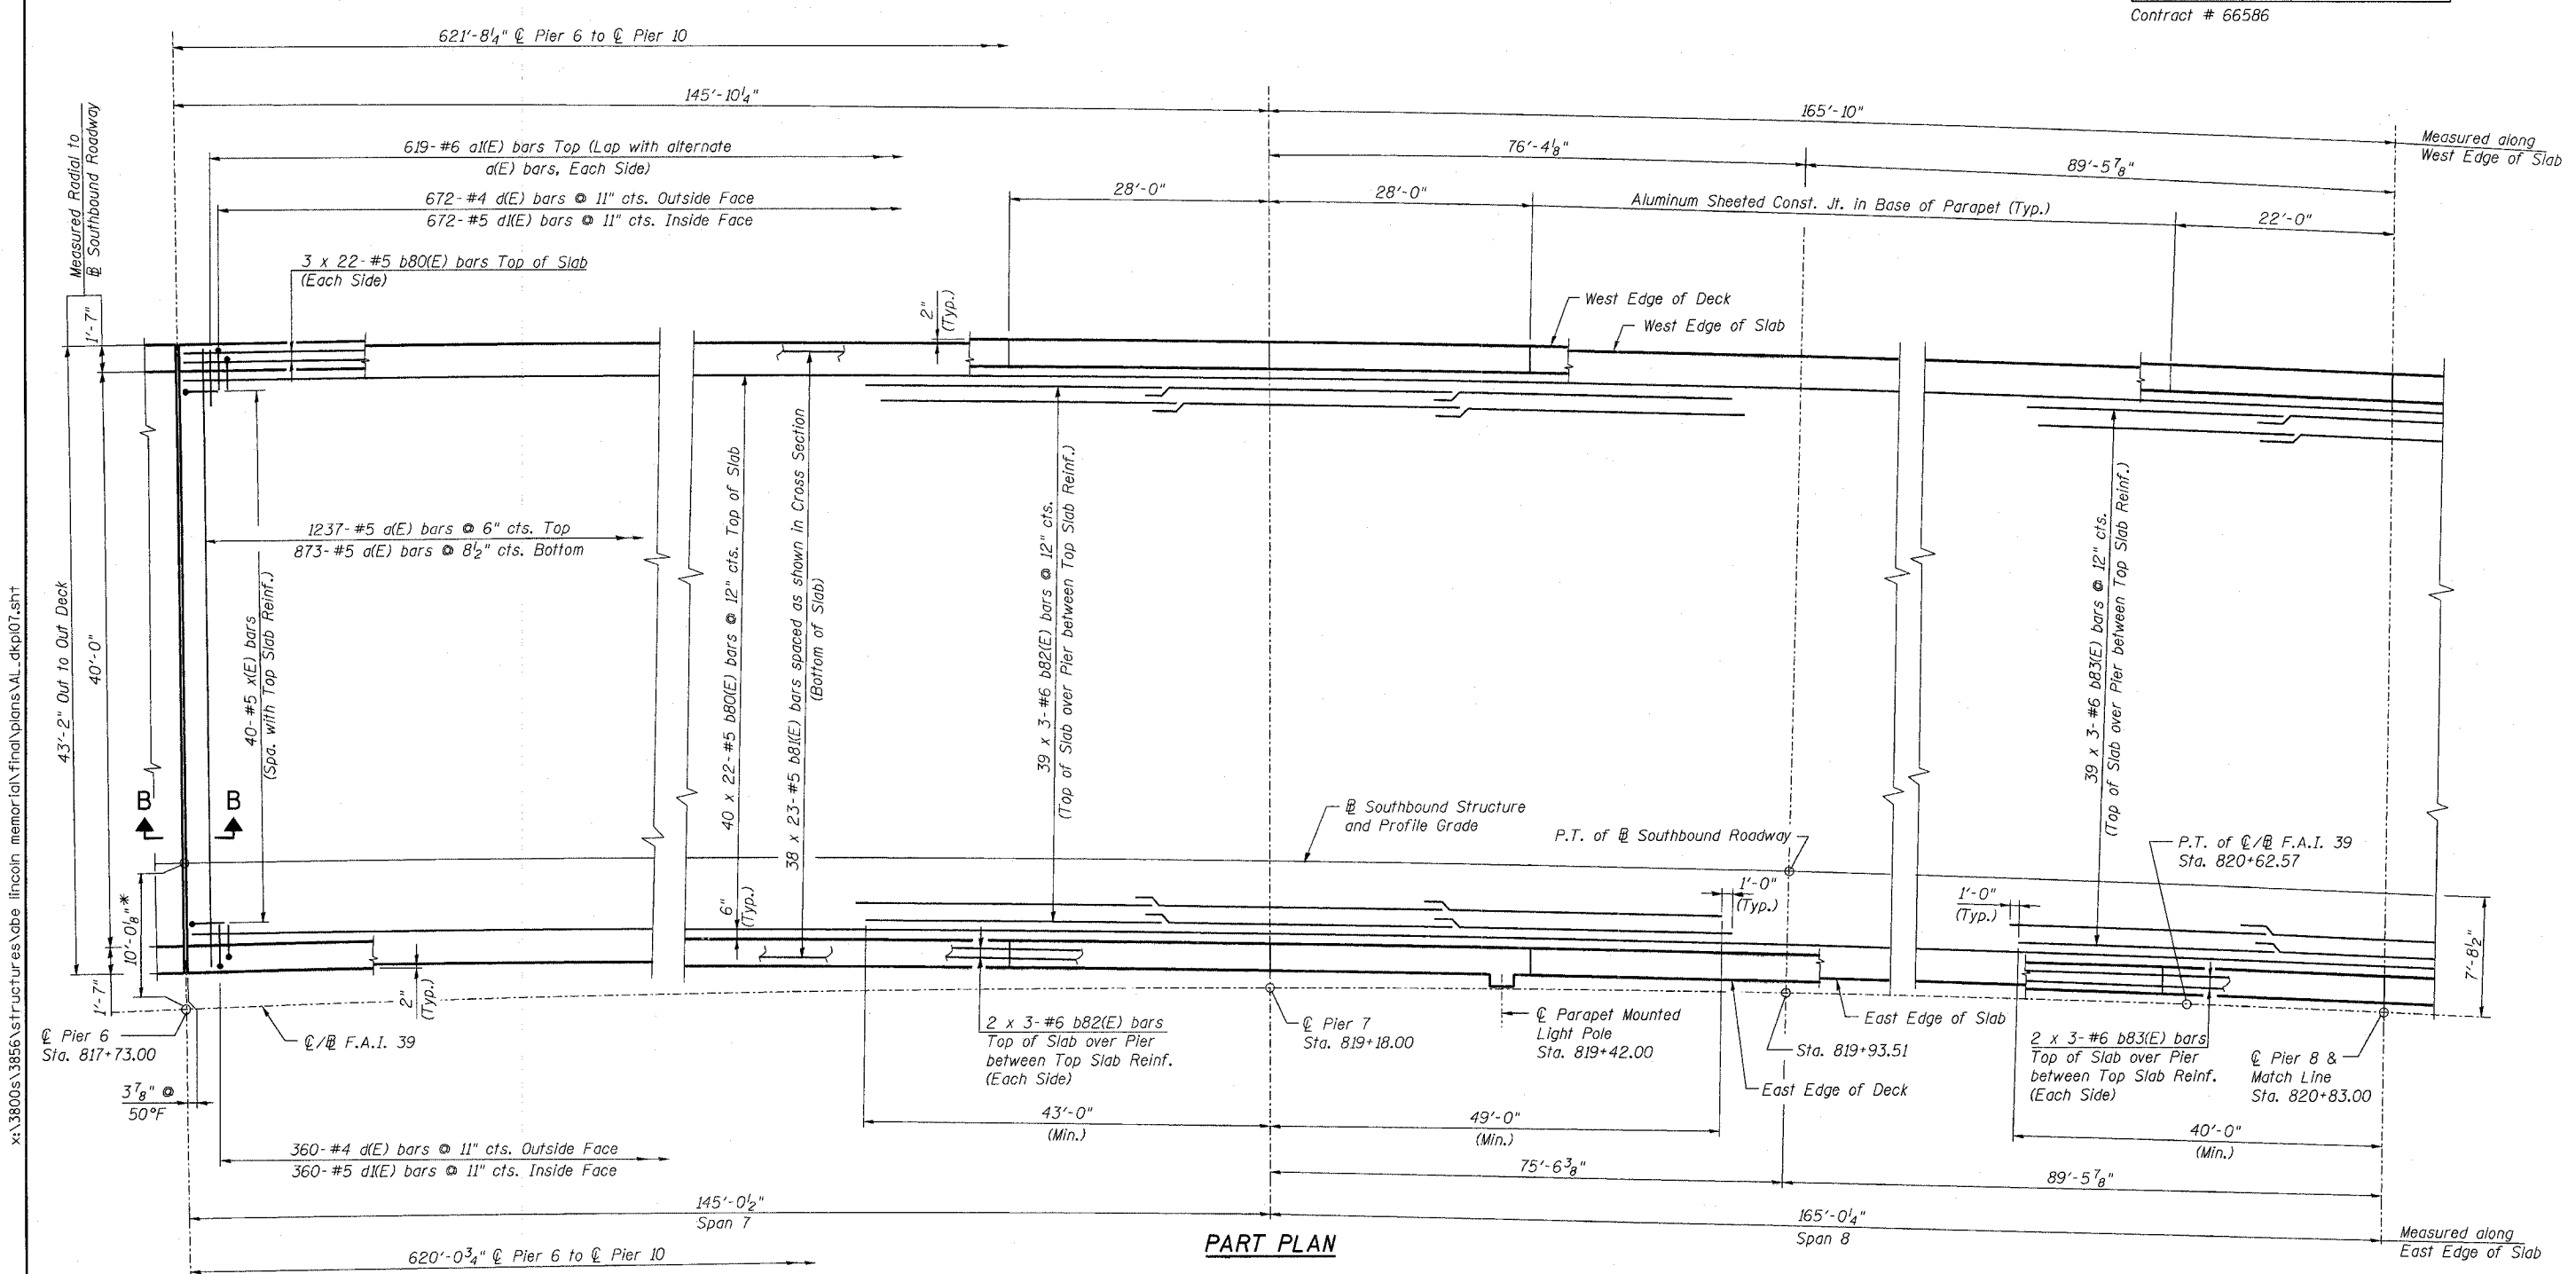 Contract # 66586
621'-8¼" ℄ Pier 6 to ℄ Pier 10
145'-10¼"
165'-10"
Measured along
West Edge of Slab
Measured Radial to
℔ Southbound Roadway
619-#6 a1(E) bars Top (Lap with alternate
a(E) bars, Each Side)
76'-4⅛"
89'-5⅞"
672-#4 d(E) bars @ 11" cts. Outside Face
672-#5 d1(E) bars @ 11" cts. Inside Face
28'-0"
28'-0"
Aluminum Sheeted Const. Jt. in Base of Parapet (Typ.)
22'-0"
3 x 22-#5 b80(E) bars Top of Slab
(Each Side)
1'-7"
2"
(Typ.)
West Edge of Deck
West Edge of Slab
43'-2" Out to Out Deck
40'-0"
40-#5 x(E) bars
(Spa. with Top Slab Reinf.)
1237-#5 a(E) bars @ 6" cts. Top
873-#5 a(E) bars @ 8½" cts. Bottom
40 x 22-#5 b80(E) bars @ 12" cts. Top of Slab
38 x 23-#5 b81(E) bars spaced as shown in Cross Section
(Bottom of Slab)
39 x 3-#6 b82(E) bars @ 12" cts.
(Top of Slab over Pier between Top Slab Reinf.)
39 x 3-#6 b83(E) bars @ 12" cts.
(Top of Slab over Pier between Top Slab Reinf.)
B
B
℔ Southbound Structure
and Profile Grade
P.T. of ℔ Southbound Roadway
P.T. of ℄/℔ F.A.I. 39
Sta. 820+62.57
10'-0⅛"*
1'-7"
6"
(Typ.)
2"
(Typ.)
1'-0"
(Typ.)
1'-0"
(Typ.)
7'-8½"
℄ Pier 6
Sta. 817+73.00
℄/℔ F.A.I. 39
3⅞" @
50°F
2 x 3-#6 b82(E) bars
Top of Slab over Pier
between Top Slab Reinf.
(Each Side)
℄ Pier 7
Sta. 819+18.00
℄ Parapet Mounted
Light Pole
Sta. 819+42.00
Sta. 819+93.51
East Edge of Slab
East Edge of Deck
2 x 3-#6 b83(E) bars
Top of Slab over Pier
between Top Slab Reinf.
(Each Side)
℄ Pier 8 &
Match Line
Sta. 820+83.00
43'-0"
(Min.)
49'-0"
(Min.)
40'-0"
(Min.)
360-#4 d(E) bars @ 11" cts. Outside Face
360-#5 d1(E) bars @ 11" cts. Inside Face
75'-6⅜"
89'-5⅞"
145'-0½"
Span 7
165'-0¼"
Span 8
620'-0¾" ℄ Pier 6 to ℄ Pier 10
PART PLAN
Measured along
East Edge of Slab
x:\3800s\3856\structures\abe lincoln memorial\final\plans\AL_dkpl07.sht